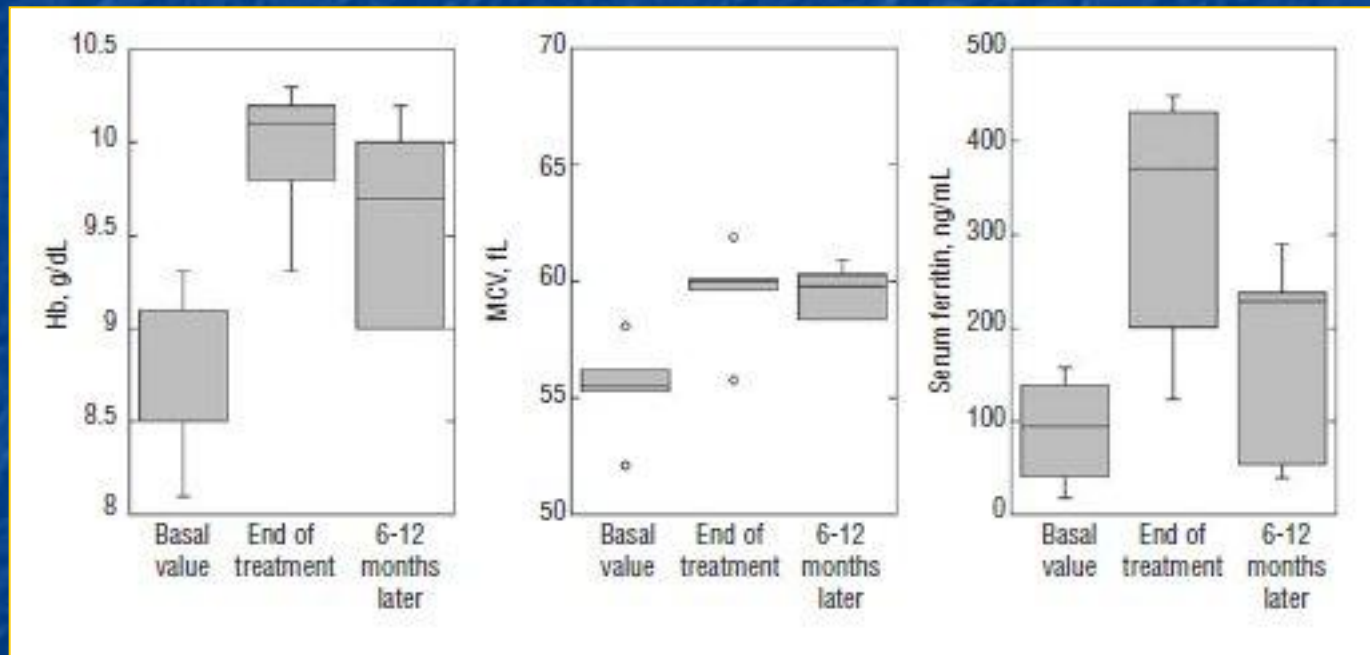 Hb, g/dL
10.5
10
9.5
9
8.5
8
Basal
value
End of
treatment
6-12
months
later
MCV, fL
70
65
60
55
50
Basal
value
End of
treatment
6-12
months
later
Serum ferritin, ng/mL
500
400
300
200
100
0
Basal
value
End of
treatment
6-12
months
later